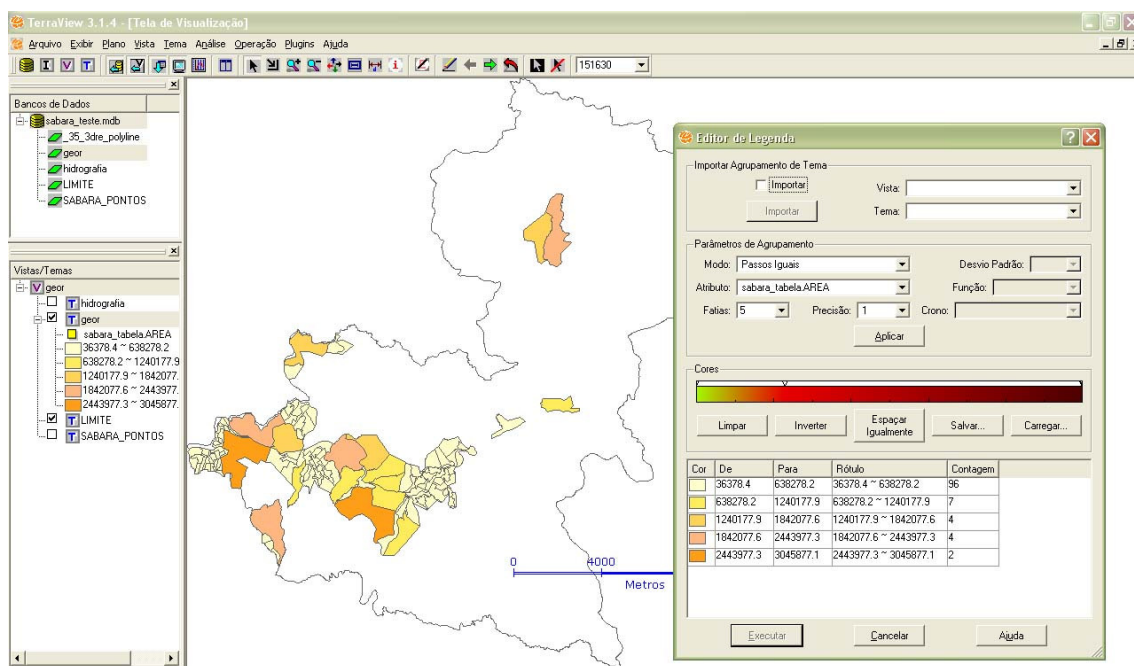 TerraView 3.1.4 - [Tela de Visualização]
Arquivo Exibir Plano Vista Tema Análise Operação Plugins Ajuda
151630
Bancos de Dados
sabara_teste.mdb
_35_3dre_polyline
geor
hidrografia
LIMITE
SABARA_PONTOS
Vistas/Temas
geor
hidrografia
geor
sabara_tabela.AREA
36378.4 ~ 638278.2
638278.2 ~ 1240177.9
1240177.9 ~ 1842077.
1842077.6 ~ 2443977.
2443977.3 ~ 3045877.
LIMITE
SABARA_PONTOS
0 4000
Metros
Editor de Legenda
Importar Agrupamento de Tema
Importar Vista:
Importar Tema:
Parâmetros de Agrupamento
Modo: Passos Iguais Desvio Padrão:
Atributo: sabara_tabela.AREA Função:
Fatias: 5 Precisão: 1 Crono:
Aplicar
Cores
Limpar Inverter Espaçar Igualmente Salvar... Carregar...
Cor De Para Rótulo Contagem
36378.4 638278.2 36378.4 ~ 638278.2 96
638278.2 1240177.9 638278.2 ~ 1240177.9 7
1240177.9 1842077.6 1240177.9 ~ 1842077.6 4
1842077.6 2443977.3 1842077.6 ~ 2443977.3 4
2443977.3 3045877.1 2443977.3 ~ 3045877.1 2
Executar Cancelar Ajuda